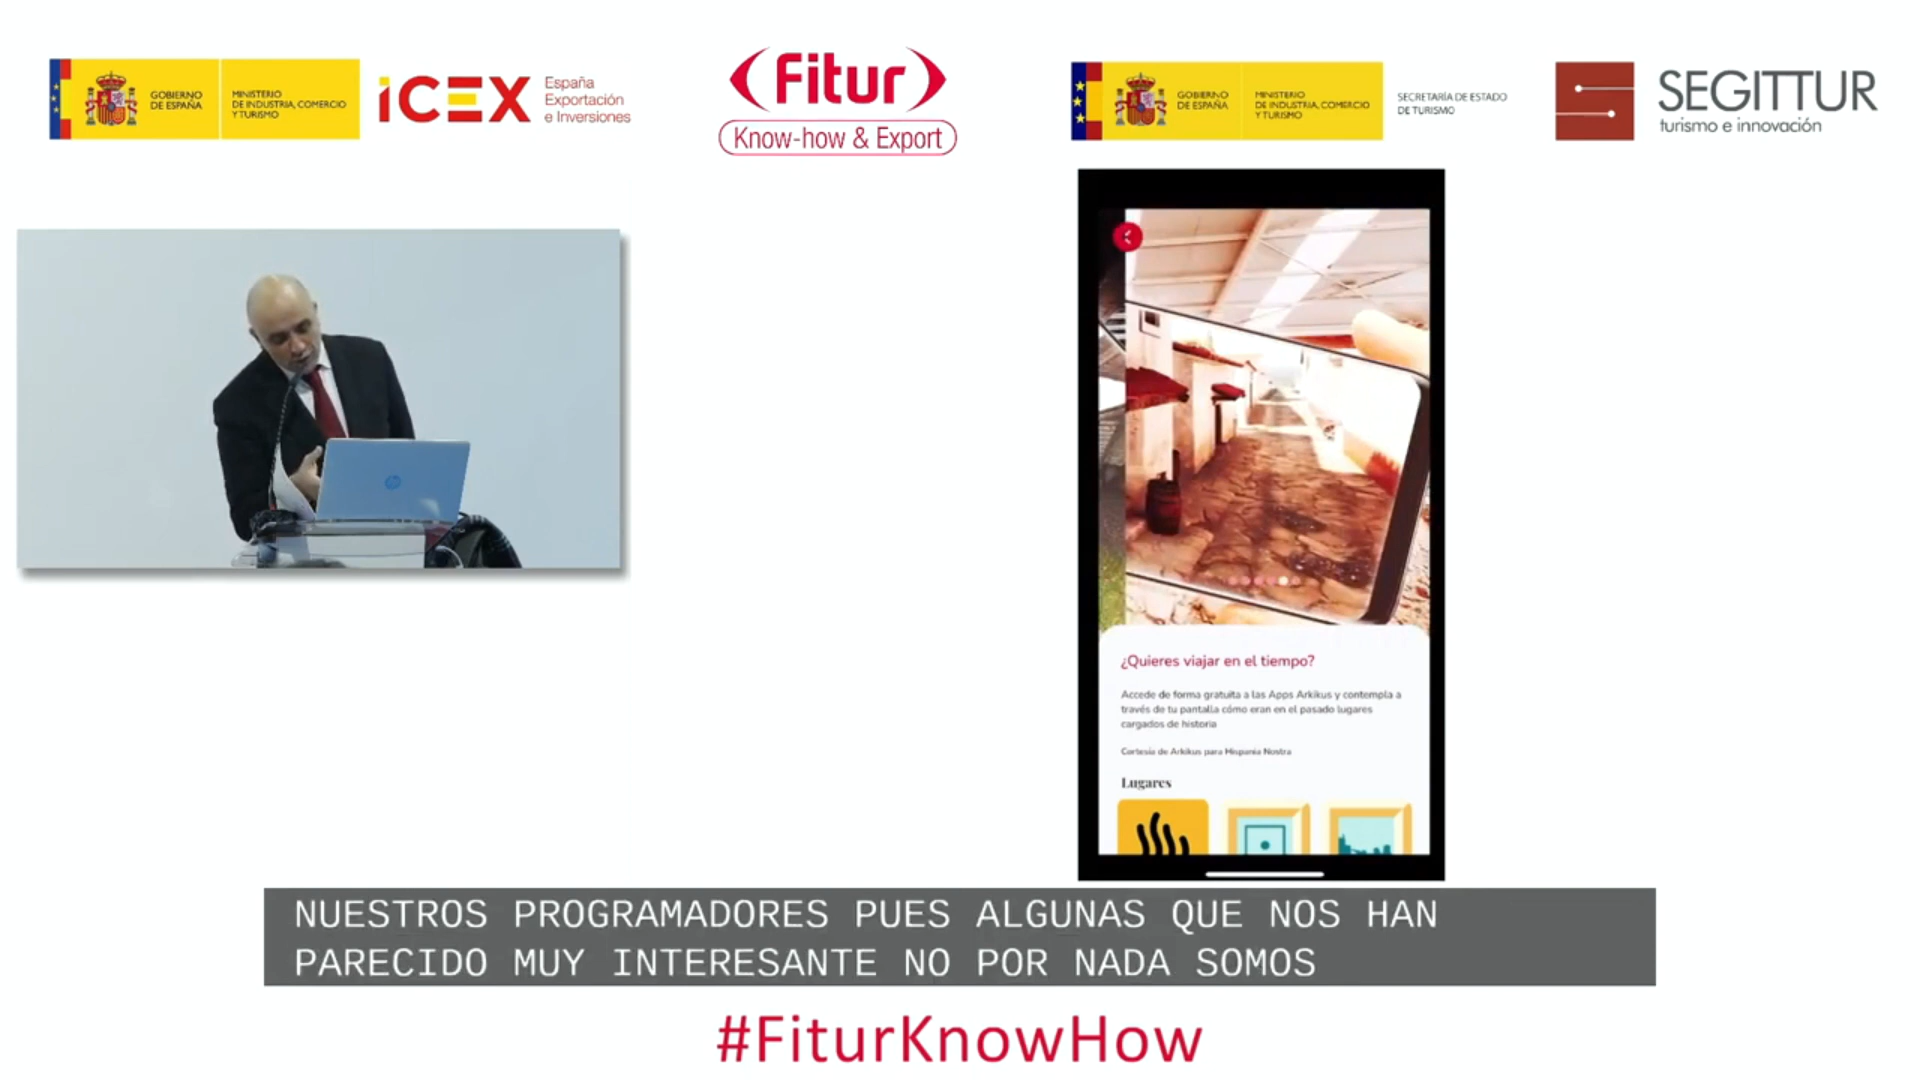 GOBIERNO
DE ESPAÑA
MINISTERIO
DE INDUSTRIA, COMERCIO
Y TURISMO
ICEX
España
Exportación
e Inversiones
Fitur
Know-how & Export
GOBIERNO
DE ESPAÑA
MINISTERIO
DE INDUSTRIA, COMERCIO
Y TURISMO
SECRETARÍA DE ESTADO
DE TURISMO
SEGITTUR
turismo e innovación
hp
¿Quieres viajar en el tiempo?
Accede de forma gratuita a las Apps Arkikus y contempla a
través de tu pantalla cómo eran en el pasado lugares
cargados de historia
Cortesía de Arkikus para Hispania Nostra
Lugares
NUESTROS PROGRAMADORES PUES ALGUNAS QUE NOS HAN
PARECIDO MUY INTERESANTE NO POR NADA SOMOS
#FiturKnowHow